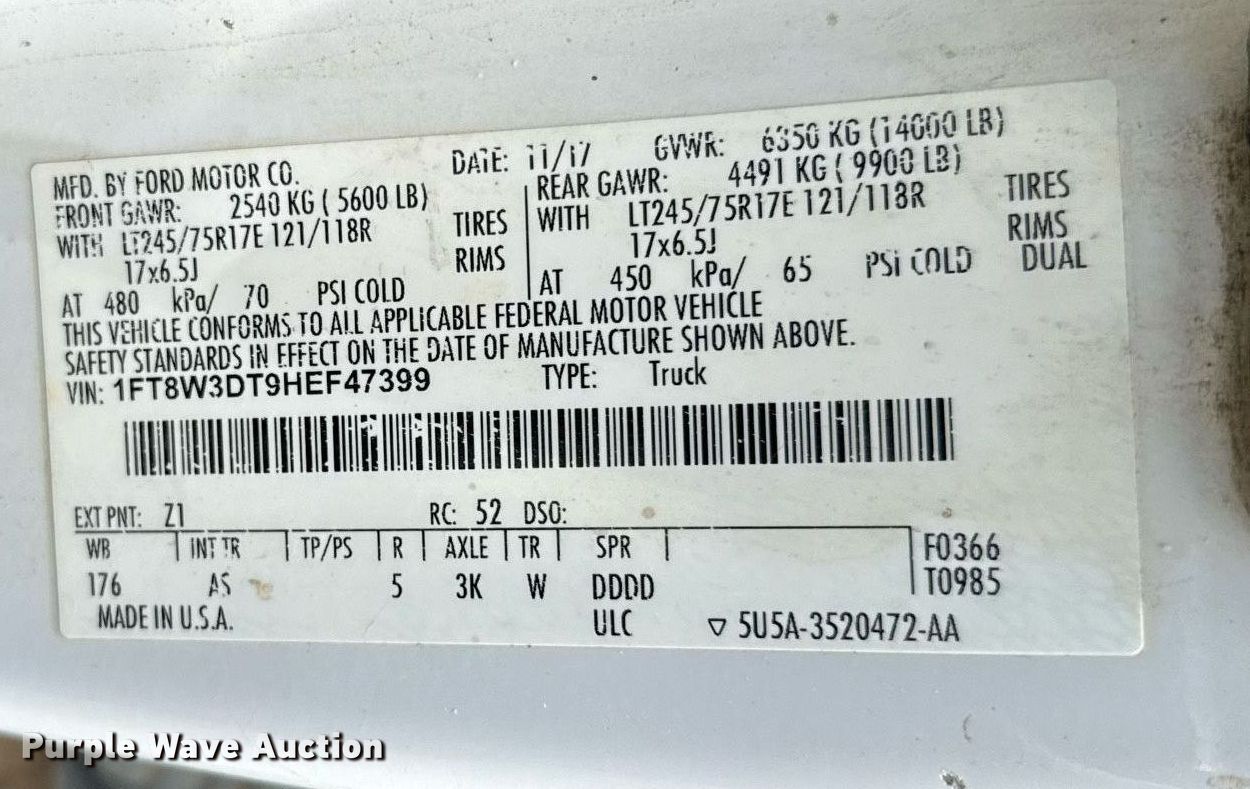 MFD. BY FORD MOTOR CO. DATE: 11/17 GVWR: 6350 KG (14000 LB)
FRONT GAWR: 2540 KG ( 5600 LB) REAR GAWR: 4491 KG ( 9900 LB)
WITH LT245/75R17E 121/118R TIRES WITH LT245/75R17E 121/118R TIRES
17x6.5J RIMS 17x6.5J RIMS
AT 480 kPa/ 70 PSI COLD AT 450 kPa/ 65 PSI COLD DUAL
THIS VEHICLE CONFORMS TO ALL APPLICABLE FEDERAL MOTOR VEHICLE
SAFETY STANDARDS IN EFFECT ON THE DATE OF MANUFACTURE SHOWN ABOVE.
VIN: 1FT8W3DT9HEF47399 TYPE: Truck
EXT PNT: Z1 RC: 52 DSO:
WB INT TR TP/PS R AXLE TR SPR F0366
176 AS 5 3K W DDDD T0985
MADE IN U.S.A. ULC ▽ 5U5A-3520472-AA
Purple Wave Auction